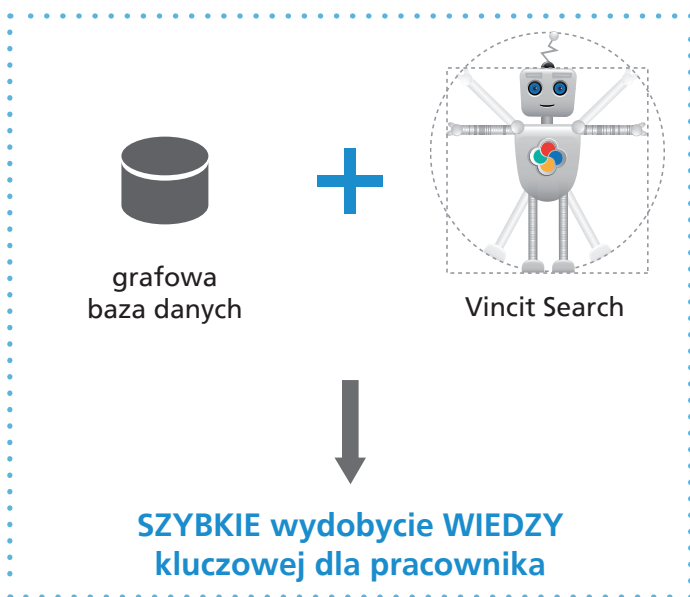 grafowa
baza danych
Vincit Search
SZYBKIE wydobycie WIEDZY
kluczowej dla pracownika